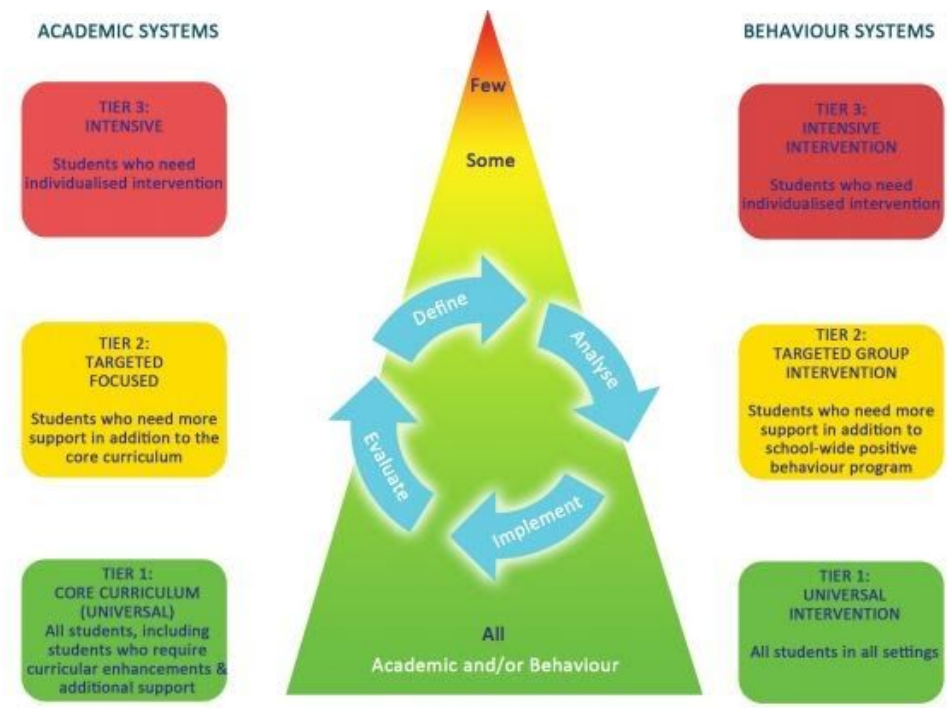 ACADEMIC SYSTEMS
BEHAVIOUR SYSTEMS
TIER 3:
INTENSIVE
Students who need
individualised intervention
Few
Some
TIER 3:
INTENSIVE
INTERVENTION
Students who need
individualised intervention
TIER 2:
TARGETED
FOCUSED
Students who need more
support in addition to the
core curriculum
Define
Analyse
Implement
Evaluate
TIER 2:
TARGETED GROUP
INTERVENTION
Students who need more
support in addition to
school-wide positive
behaviour program
TIER 1:
CORE CURRICULUM
(UNIVERSAL)
All students, including
students who require
curricular enhancements &
additional support
All
Academic and/or Behaviour
TIER 1:
UNIVERSAL
INTERVENTION
All students in all settings